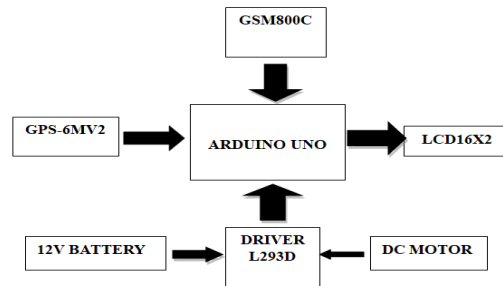 GSM800C
GPS-6MV2
ARDUINO UNO
LCD16X2
12V BATTERY
DRIVER
L293D
DC MOTOR